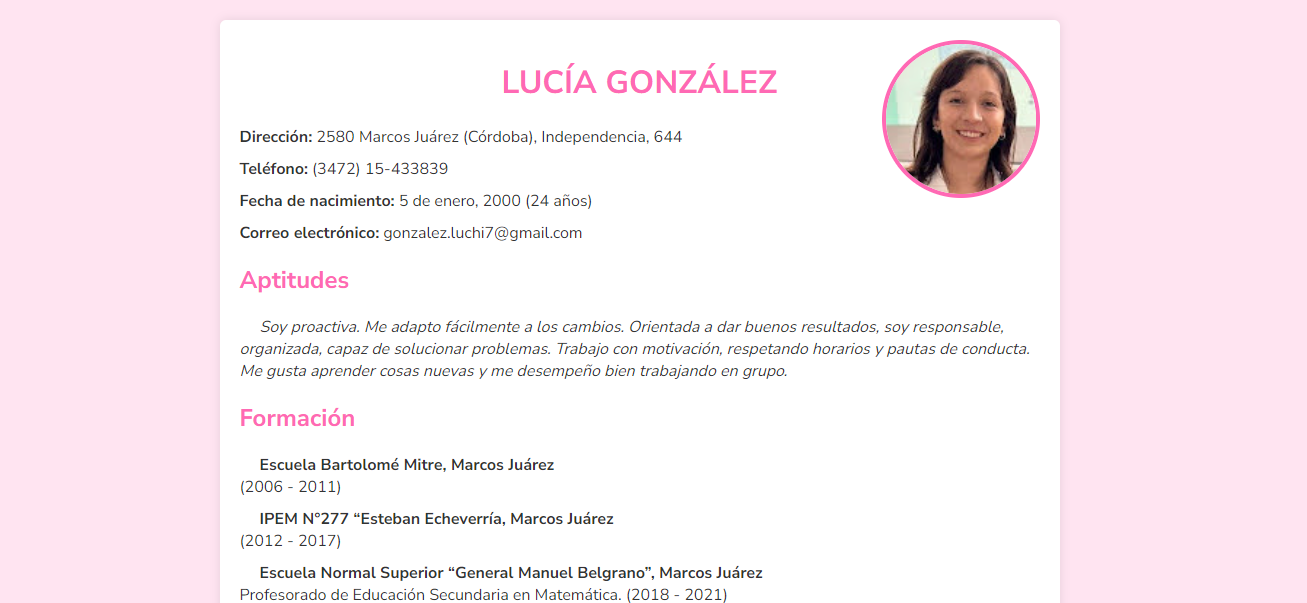 LUCÍA GONZÁLEZ
Dirección: 2580 Marcos Juárez (Córdoba), Independencia, 644
Teléfono: (3472) 15-433839
Fecha de nacimiento: 5 de enero, 2000 (24 años)
Correo electrónico: gonzalez.luchi7@gmail.com
Aptitudes
Soy proactiva. Me adapto fácilmente a los cambios. Orientada a dar buenos resultados, soy responsable,
organizada, capaz de solucionar problemas. Trabajo con motivación, respetando horarios y pautas de conducta.
Me gusta aprender cosas nuevas y me desempeño bien trabajando en grupo.
Formación
Escuela Bartolomé Mitre, Marcos Juárez
(2006 - 2011)
IPEM N°277 “Esteban Echeverría, Marcos Juárez
(2012 - 2017)
Escuela Normal Superior “General Manuel Belgrano”, Marcos Juárez
Profesorado de Educación Secundaria en Matemática. (2018 - 2021)